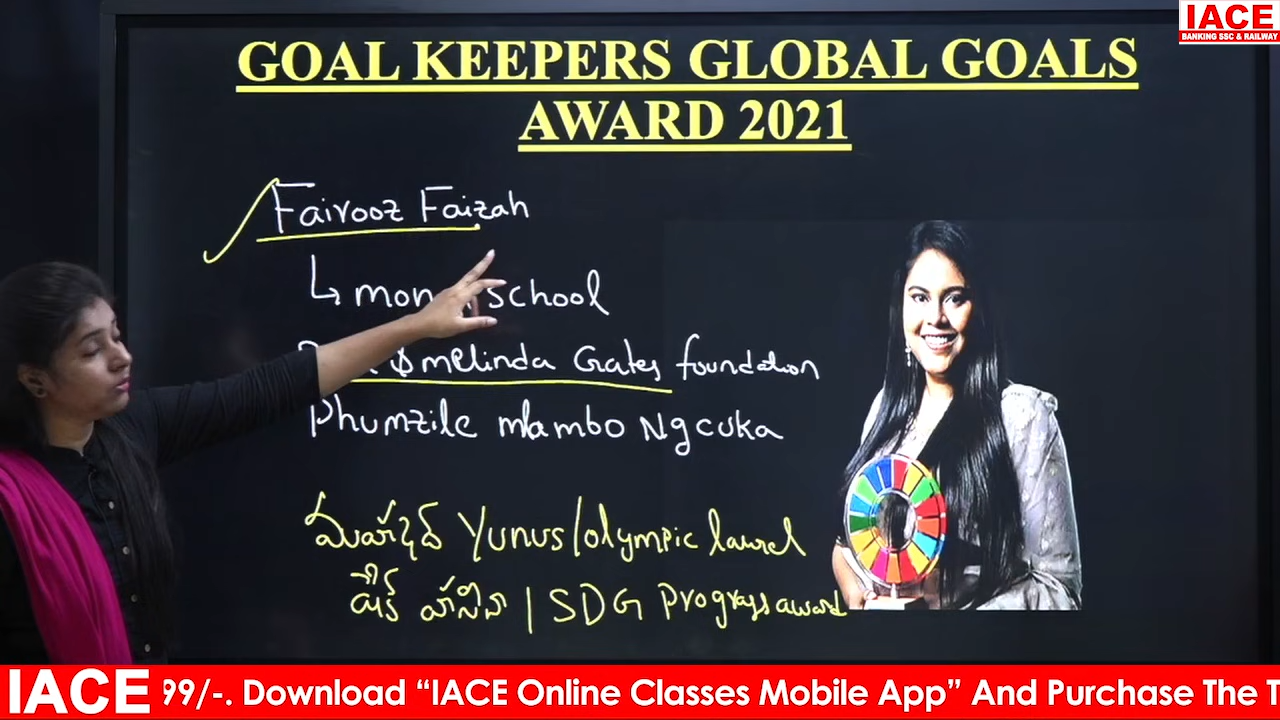 IACE
BANKING SSC & RAILWAY
GOAL KEEPERS GLOBAL GOALS
AWARD 2021
Fairooz Faizah
mon school
& melinda Gates foundation
Phumzile mlambo Ngcuka
Yunus/olympic laurel
షేక్ హసీనా | SDG Progress award
IACE 99/-. Download “IACE Online Classes Mobile App” And Purchase The T